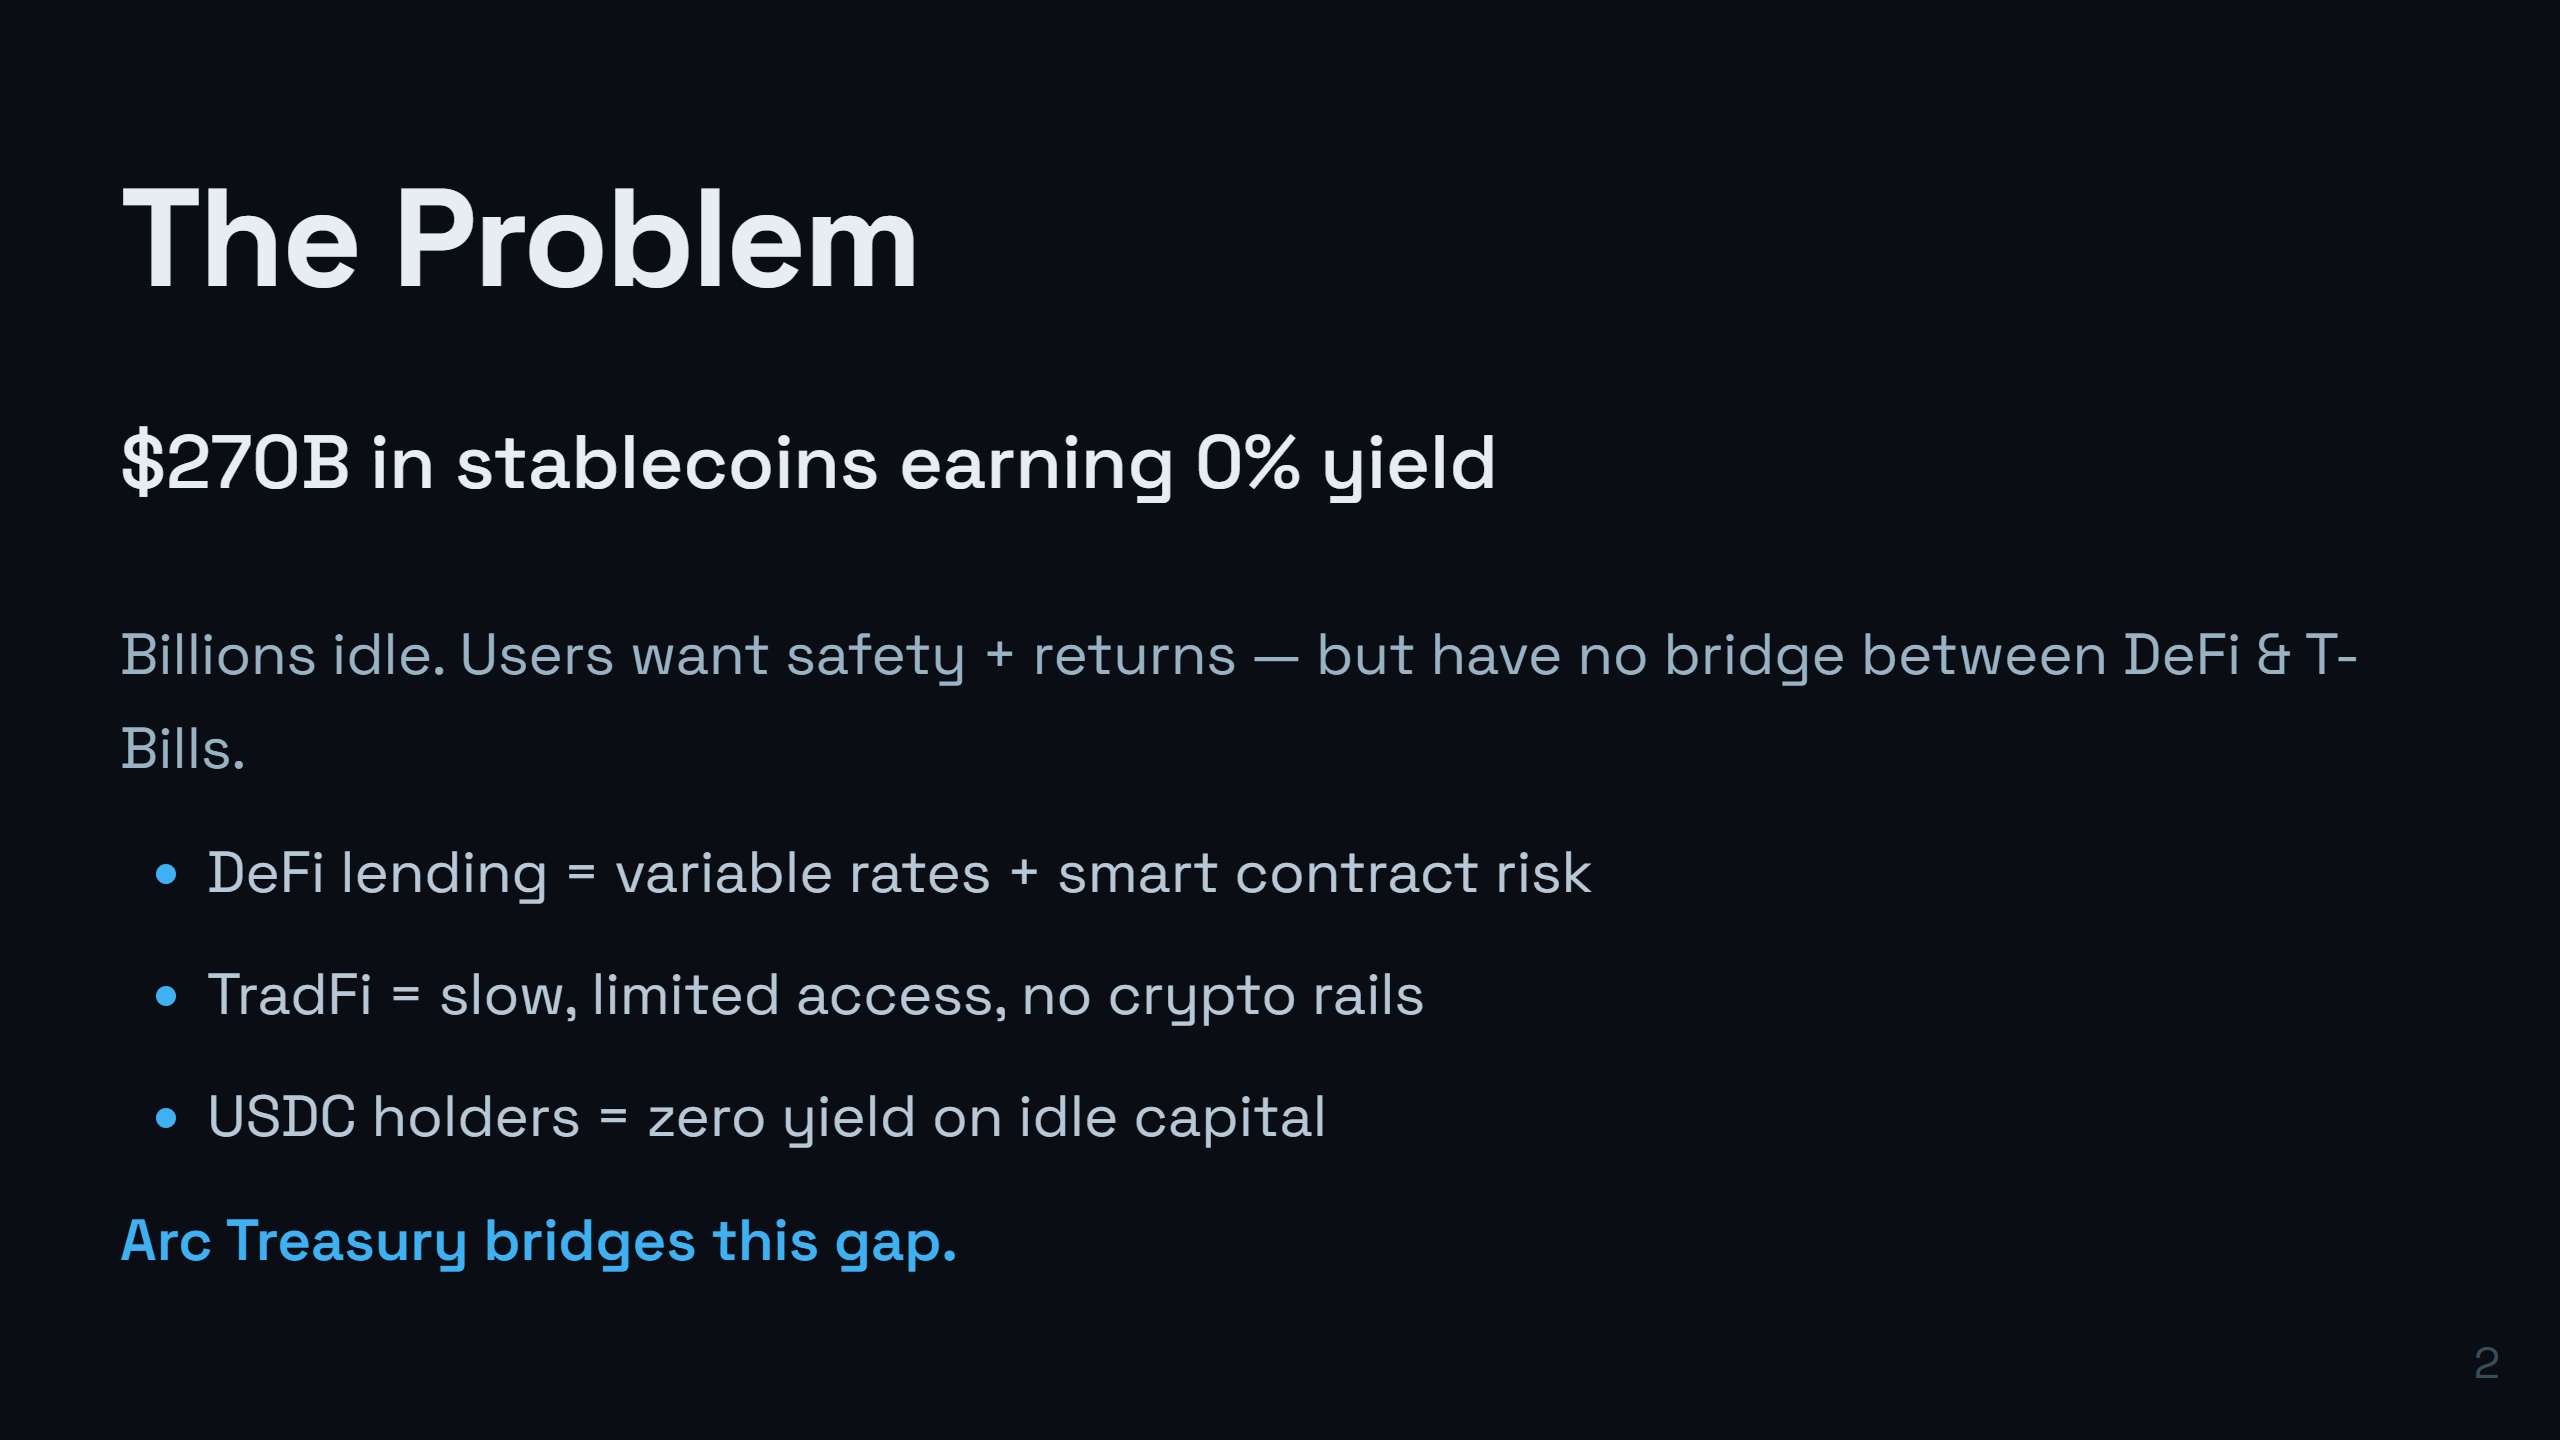 The Problem
$270B in stablecoins earning 0% yield
Billions idle. Users want safety + returns — but have no bridge between DeFi & T-
Bills.
• DeFi lending = variable rates + smart contract risk
• TradFi = slow, limited access, no crypto rails
• USDC holders = zero yield on idle capital
Arc Treasury bridges this gap.
2